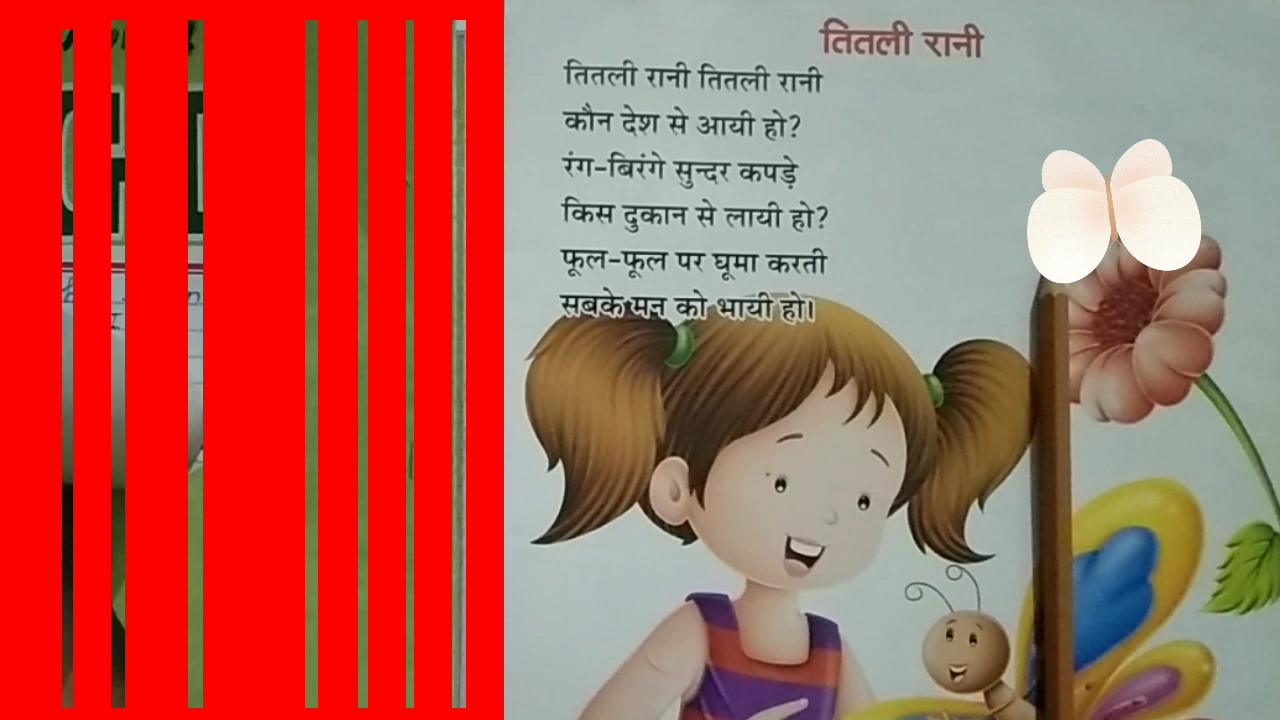 तितली रानी
तितली रानी तितली रानी
कौन देश से आयी हो?
रंग-बिरंगे सुन्दर कपड़े
किस दुकान से लायी हो?
फूल-फूल पर घूमा करती
सबके मन को भायी हो।